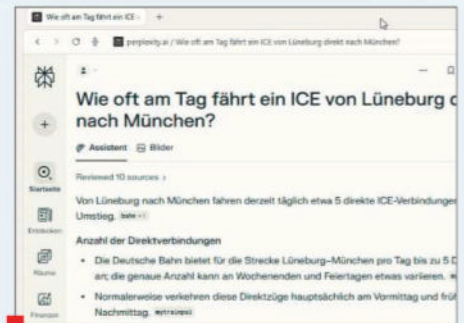 Wie oft am Tag fährt ein ICE
perplexity.ai / Wie oft am Tag fährt ein ICE von Lüneburg direkt nach München?
Wie oft am Tag fährt ein ICE von Lüneburg d
nach München?
Assistent Bilder
Reviewed 10 sources
Startseite
Von Lüneburg nach München fahren derzeit täglich etwa 5 direkte ICE-Verbindungen
Umstieg. bahn +1
Entdecken
Anzahl der Direktverbindungen
Räume
• Die Deutsche Bahn bietet für die Strecke Lüneburg–München pro Tag bis zu 5 D
an; die genaue Anzahl kann an Wochenenden und Feiertagen etwas variieren.
• Normalerweise verkehren diese Direktzüge hauptsächlich am Vormittag und früh
Finanzen
Nachmittag. mytrainpal